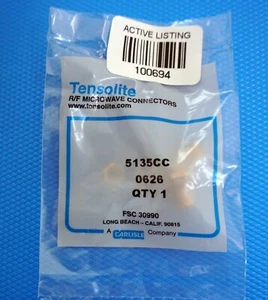 ACTIVE LISTING
100694
Tensolite
R/F MICROWAVE CONNECTORS
www.tensolite.com
5135CC
0626
QTY 1
FSC 30990
LONG BEACH - CALIF. 90815
A CARLISLE Company